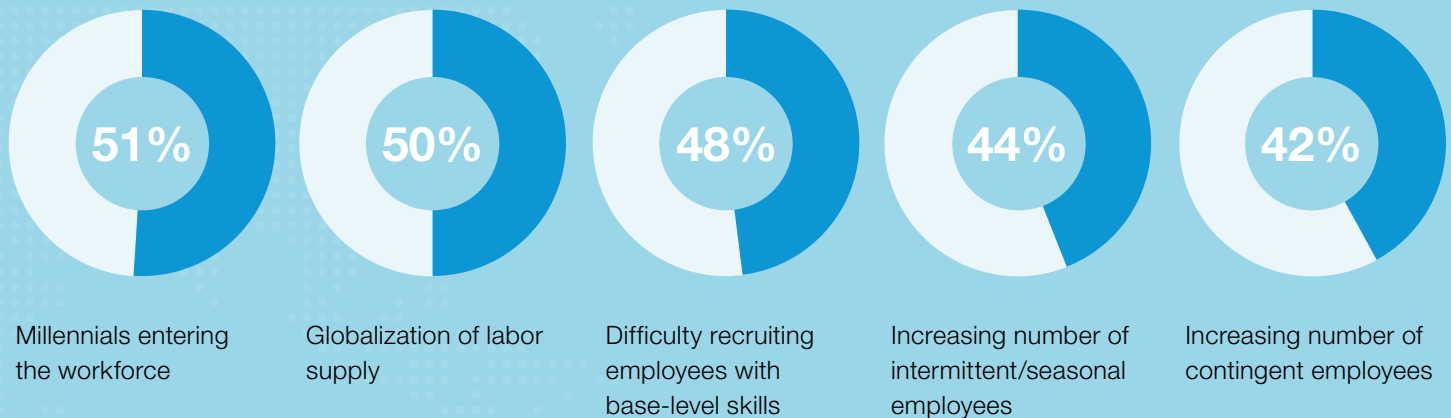 51%
50%
48%
44%
42%
Millennials entering
the workforce
Globalization of labor
supply
Difficulty recruiting
employees with
base-level skills
Increasing number of
intermittent/seasonal
employees
Increasing number of
contingent employees